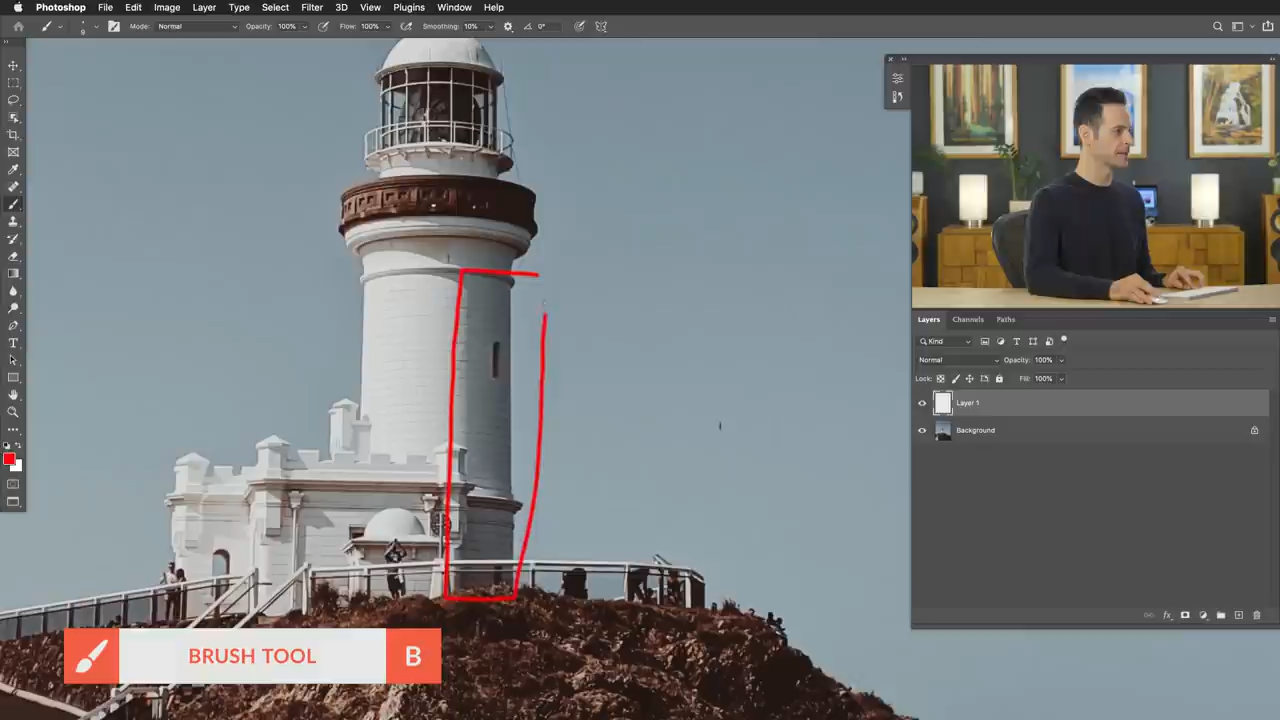 Photoshop File Edit Image Layer Type Select Filter 3D View Plugins Window Help
9 Mode: Normal Opacity: 100% Flow: 100% Smoothing: 10% 0°
Layers Channels Paths
Kind
Normal Opacity: 100%
Lock: Fill: 100%
Layer 1
Background
BRUSH TOOL B